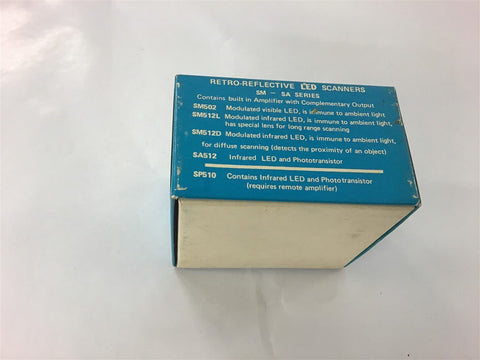 RETRO-REFLECTIVE LED SCANNERS
SM - SA SERIES
Contains built in Amplifier with Complementary Output
SM502 Modulated visible LED, is immune to ambient light
SM512L Modulated infrared LED, is immune to ambient light,
has special lens for long range scanning
SM512D Modulated infrared LED, is immune to ambient light,
for diffuse scanning (detects the proximity of an object)
SA512 Infrared LED and Phototransistor
SP510 Contains Infrared LED and Phototransistor
(requires remote amplifier)